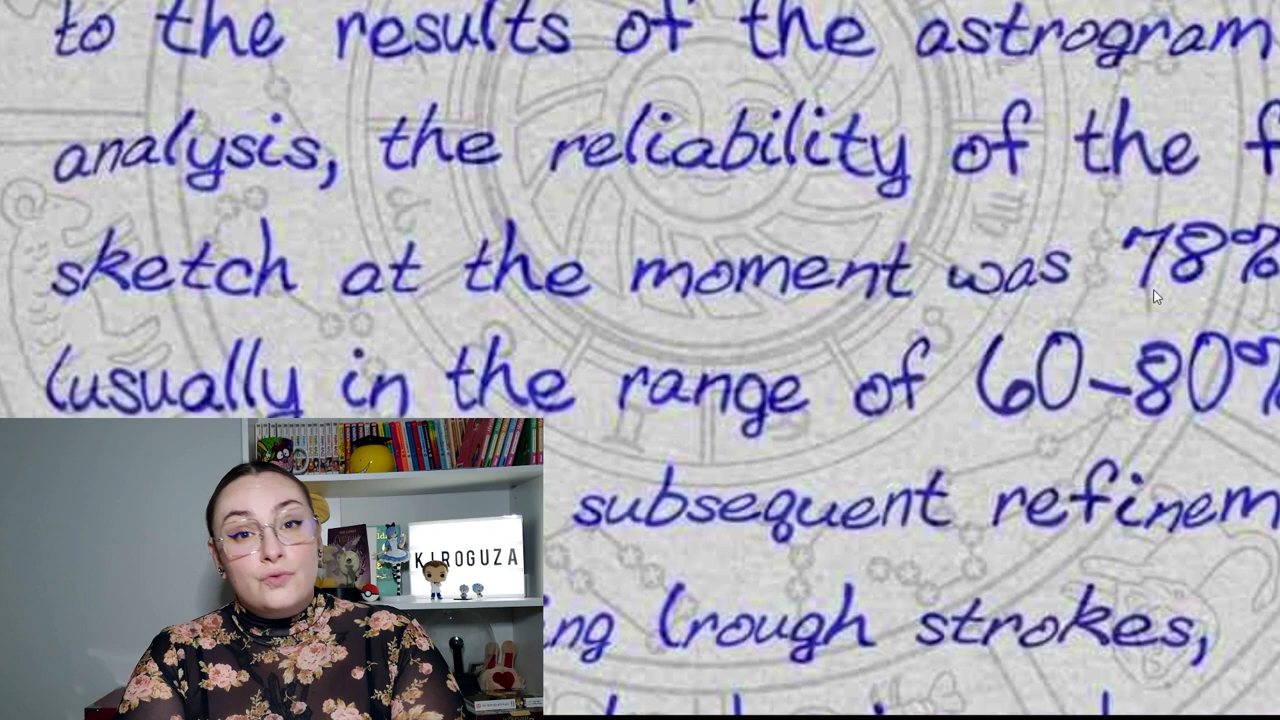 to the results of the astrogram
analysis, the reliability of the f
sketch at the moment was 78%
(usually in the range of 60-80%
subsequent refinem
ing (rough strokes,
KIROGUZA